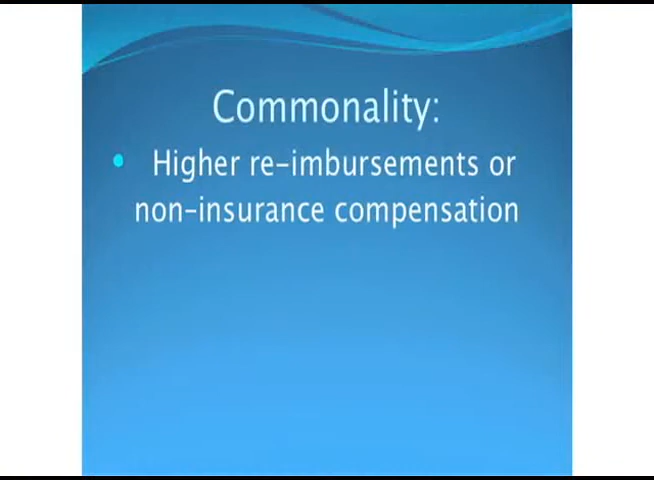 Commonality:
• Higher re-imbursements or
non-insurance compensation